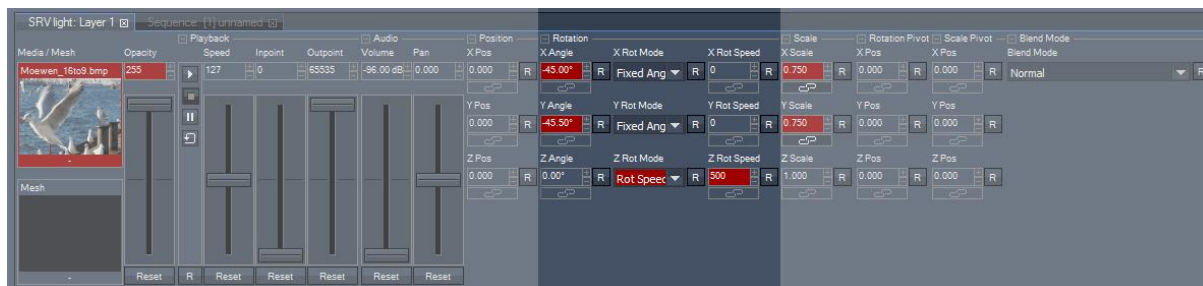 SRV light: Layer 1
Sequence: [1] unnamed
Playback Audio Position Rotation Scale Rotation Pivot Scale Pivot Blend Mode
Media / Mesh Opacity Speed Inpoint Outpoint Volume Pan X Pos X Angle X Rot Mode X Rot Speed X Scale X Pos X Pos Blend Mode
Moewen_16to9.bmp 255 127 0 65535 -96.00 dB 0.000 0.000 R -45.00° R Fixed Ang R 0 R 0.750 R 0.000 R 0.000 R Normal R
Y Pos Y Angle Y Rot Mode Y Rot Speed Y Scale Y Pos Y Pos
0.000 R -45.50° R Fixed Ang R 0 R 0.750 R 0.000 R 0.000 R
-
Z Pos Z Angle Z Rot Mode Z Rot Speed Z Scale Z Pos Z Pos
0.000 R 0.00° R Rot Speec R 500 R 1.000 R 0.000 R 0.000 R
Mesh
-
Reset R Reset Reset Reset Reset Reset